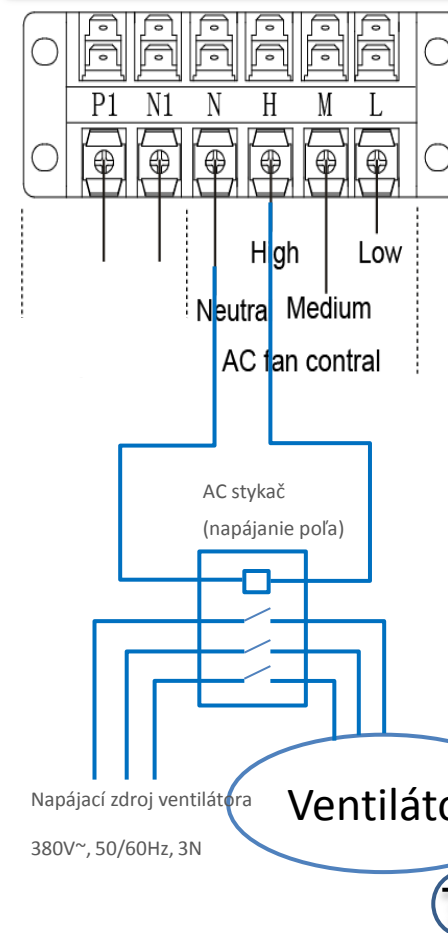 P1 N1 N H M L
High Low
Neutral Medium
AC fan contral
AC stykač
(napájanie poľa)
Napájací zdroj ventilátora
380V~, 50/60Hz, 3N